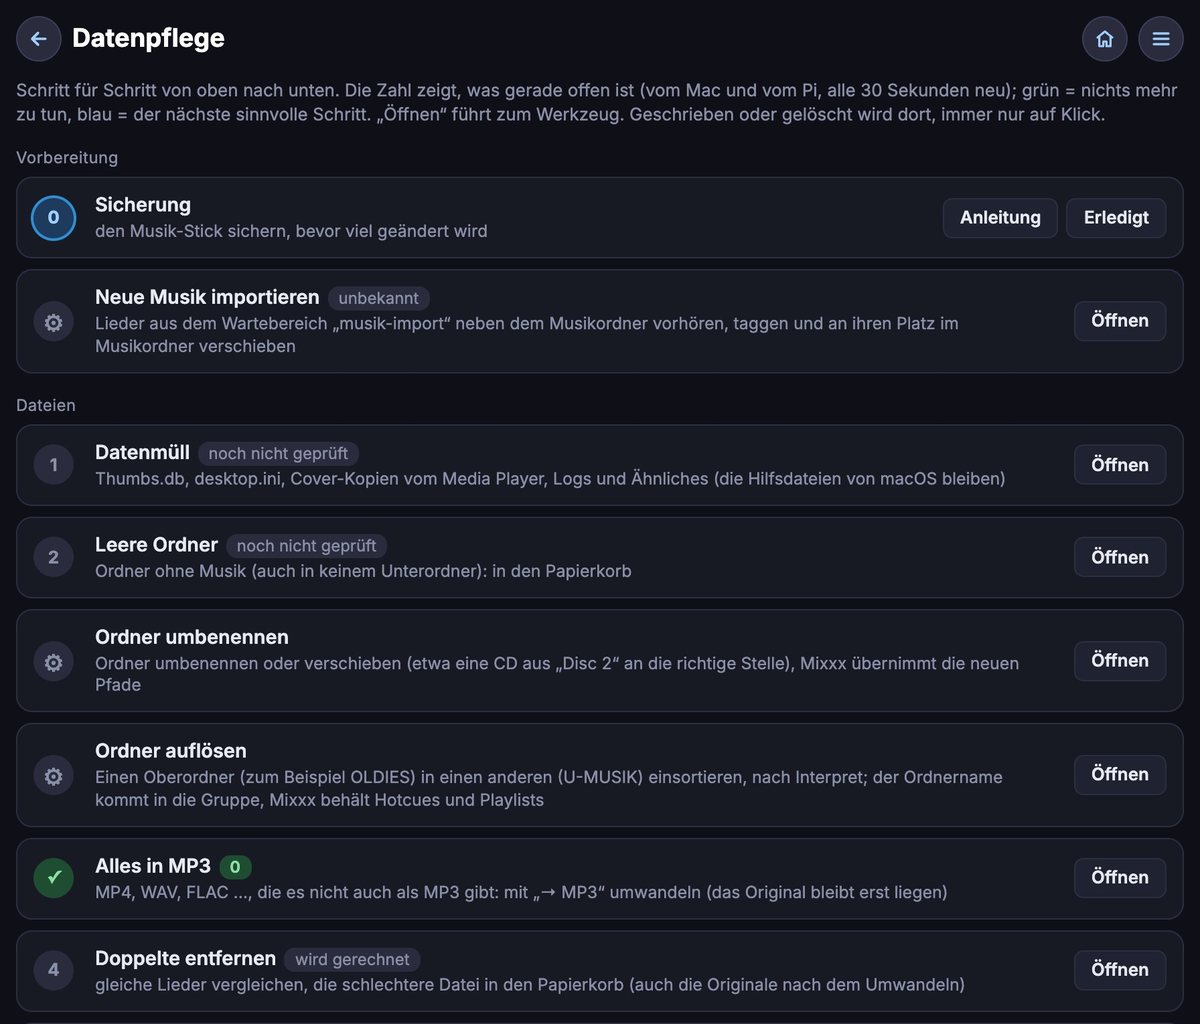 Datenpflege
Schritt für Schritt von oben nach unten. Die Zahl zeigt, was gerade offen ist (vom Mac und vom Pi, alle 30 Sekunden neu); grün = nichts mehr
zu tun, blau = der nächste sinnvolle Schritt. „Öffnen“ führt zum Werkzeug. Geschrieben oder gelöscht wird dort, immer nur auf Klick.
Vorbereitung
0
Sicherung
den Musik-Stick sichern, bevor viel geändert wird
Anleitung
Erledigt
Neue Musik importieren unbekannt
Lieder aus dem Wartebereich „musik-import“ neben dem Musikordner vorhören, taggen und an ihren Platz im
Musikordner verschieben
Öffnen
Dateien
1
Datenmüll noch nicht geprüft
Thumbs.db, desktop.ini, Cover-Kopien vom Media Player, Logs und Ähnliches (die Hilfsdateien von macOS bleiben)
Öffnen
2
Leere Ordner noch nicht geprüft
Ordner ohne Musik (auch in keinem Unterordner): in den Papierkorb
Öffnen
Ordner umbenennen
Ordner umbenennen oder verschieben (etwa eine CD aus „Disc 2“ an die richtige Stelle), Mixxx übernimmt die neuen
Pfade
Öffnen
Ordner auflösen
Einen Oberordner (zum Beispiel OLDIES) in einen anderen (U-MUSIK) einsortieren, nach Interpret; der Ordnername
kommt in die Gruppe, Mixxx behält Hotcues und Playlists
Öffnen
Alles in MP3 0
MP4, WAV, FLAC …, die es nicht auch als MP3 gibt: mit „→ MP3“ umwandeln (das Original bleibt erst liegen)
Öffnen
4
Doppelte entfernen wird gerechnet
gleiche Lieder vergleichen, die schlechtere Datei in den Papierkorb (auch die Originale nach dem Umwandeln)
Öffnen